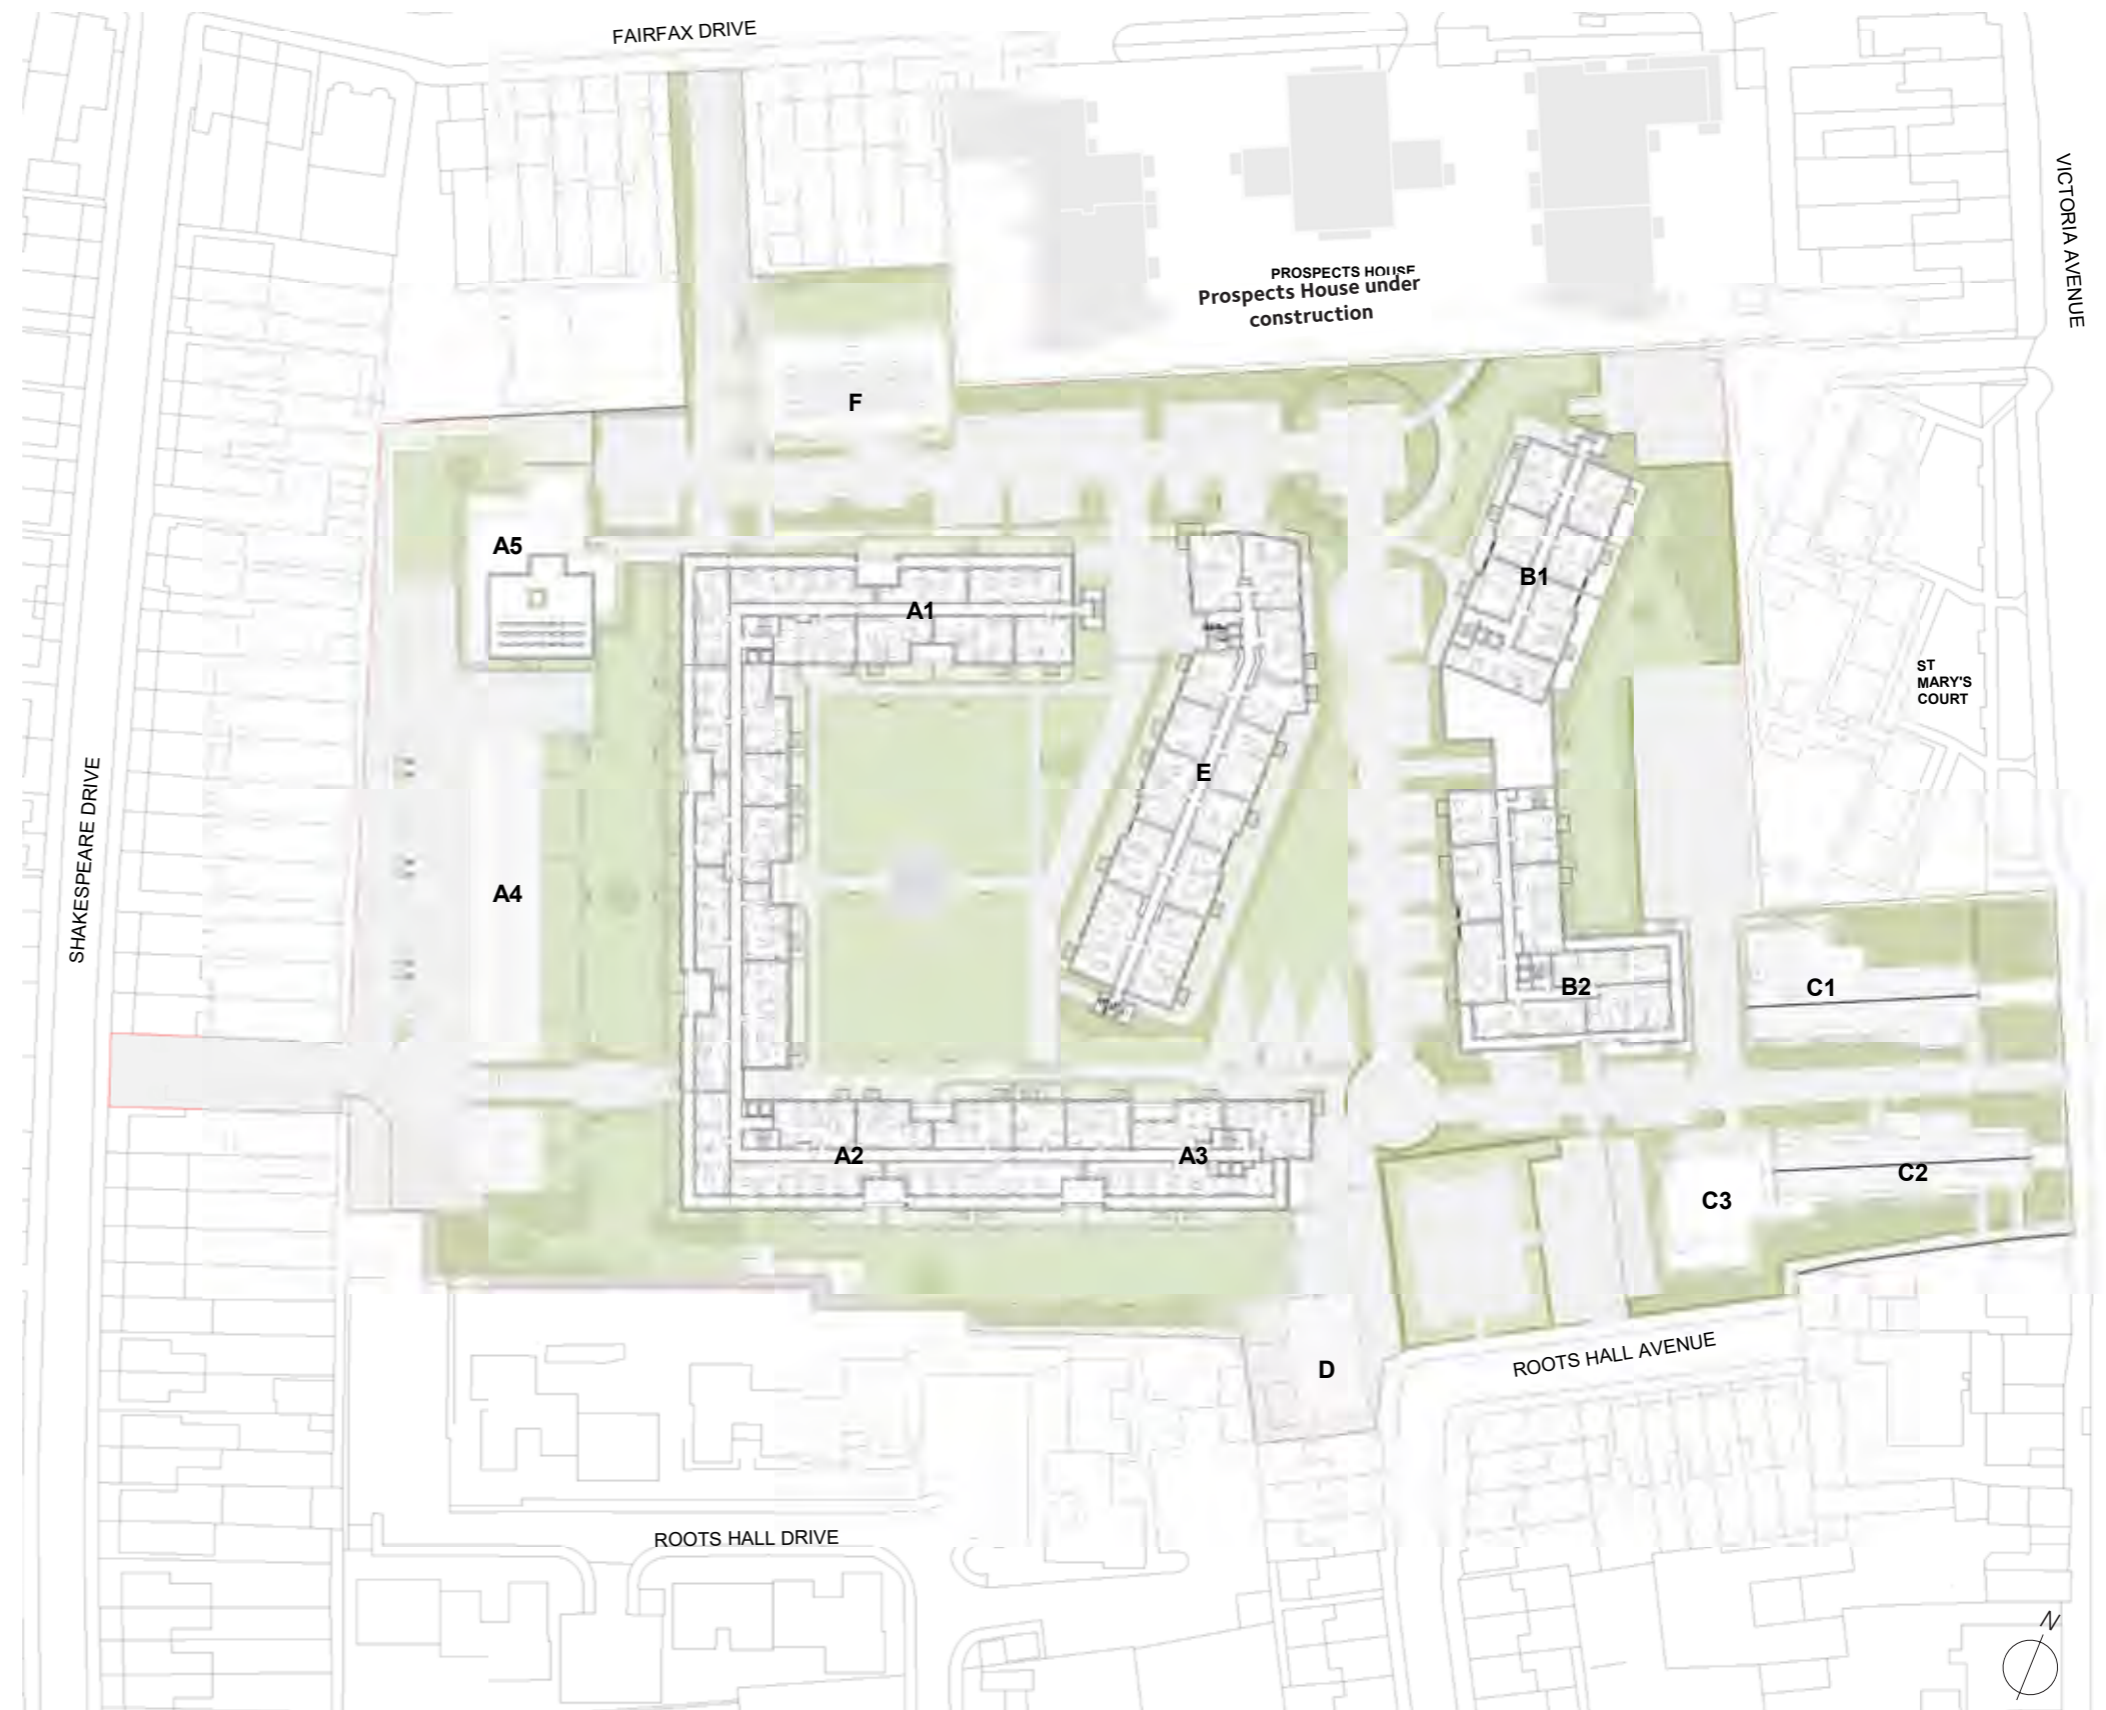 FAIRFAX DRIVE
VICTORIA AVENUE
PROSPECTS HOUSE
Prospects House under
construction
F
A5
B1
A1
ST
MARY'S
COURT
E
SHAKESPEARE DRIVE
A4
B2
C1
A2
A3
C2
C3
D
ROOTS HALL AVENUE
ROOTS HALL DRIVE
N